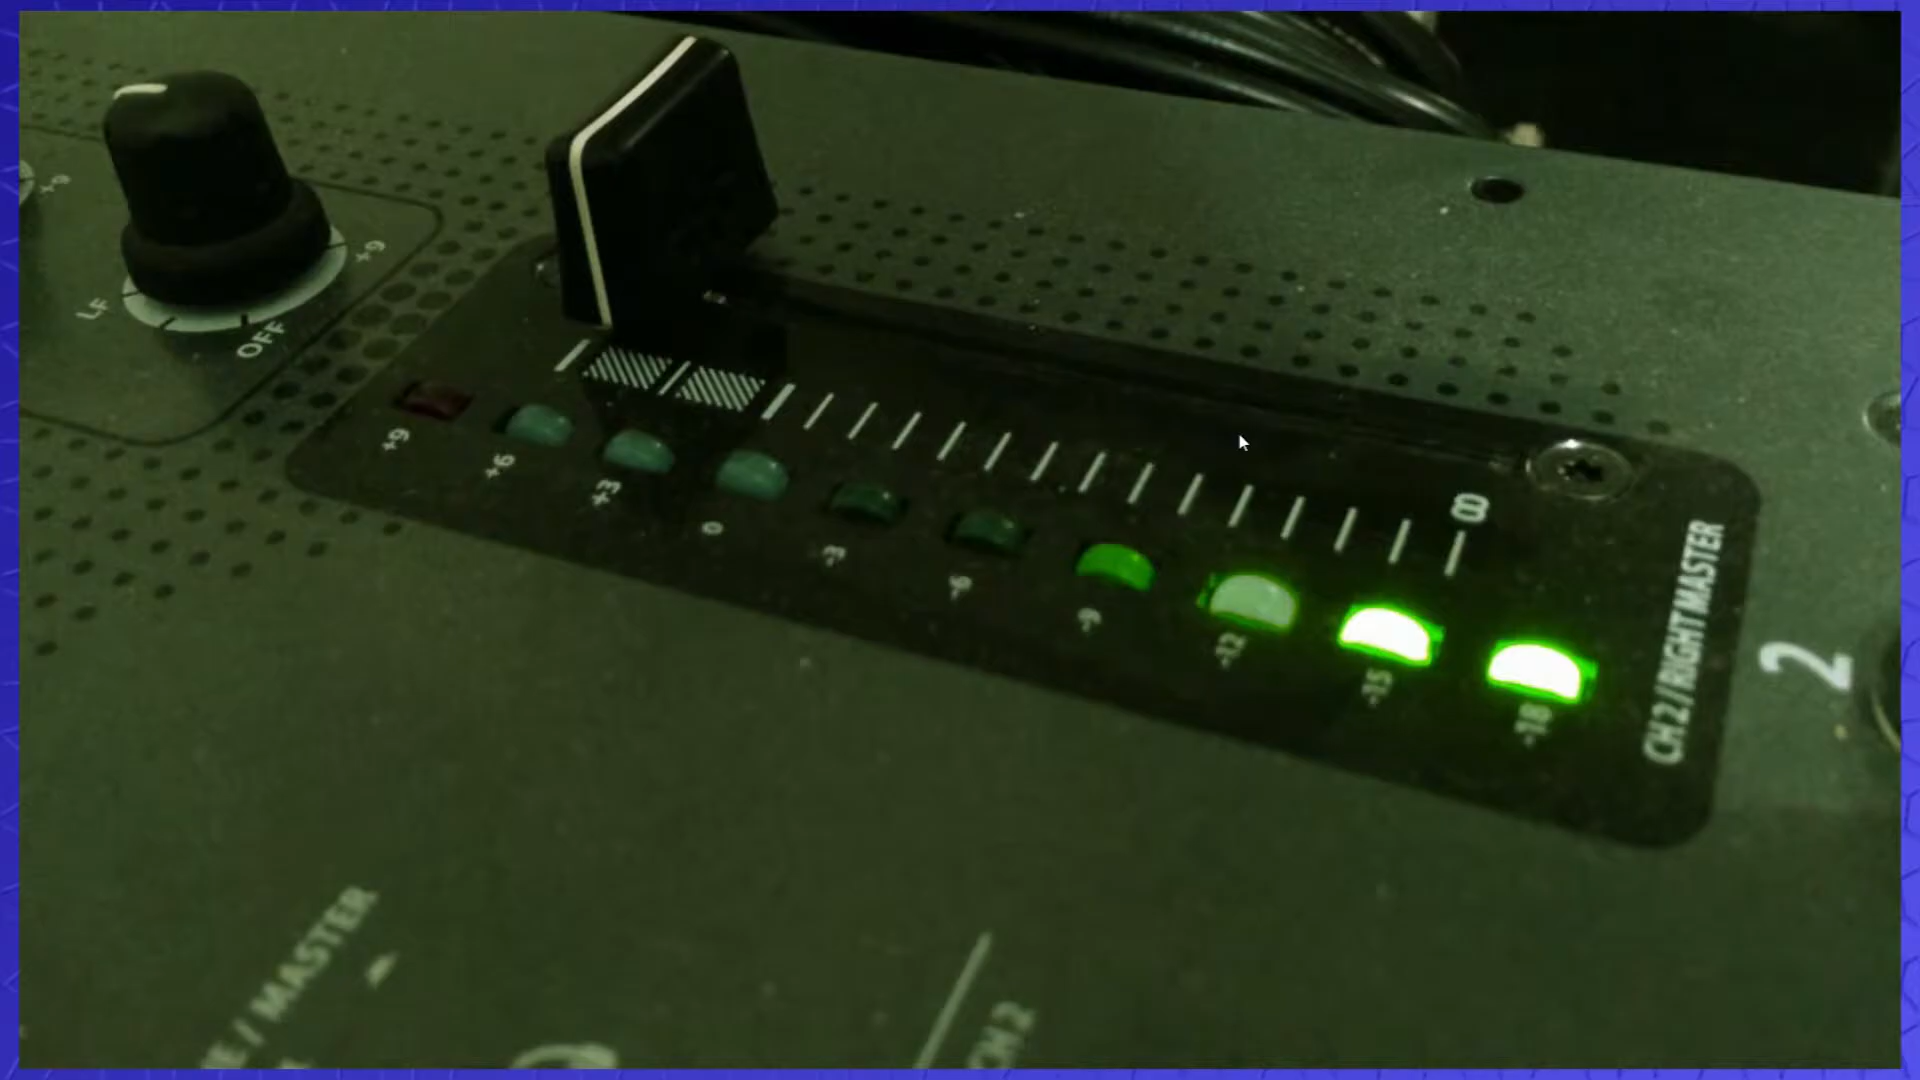 +9
LF
OFF
+9
+9
+6
+3
0
-3
-6
-9
-12
-15
-18
∞
CH 2 / RIGHT MASTER
2
/ MASTER
CH 2